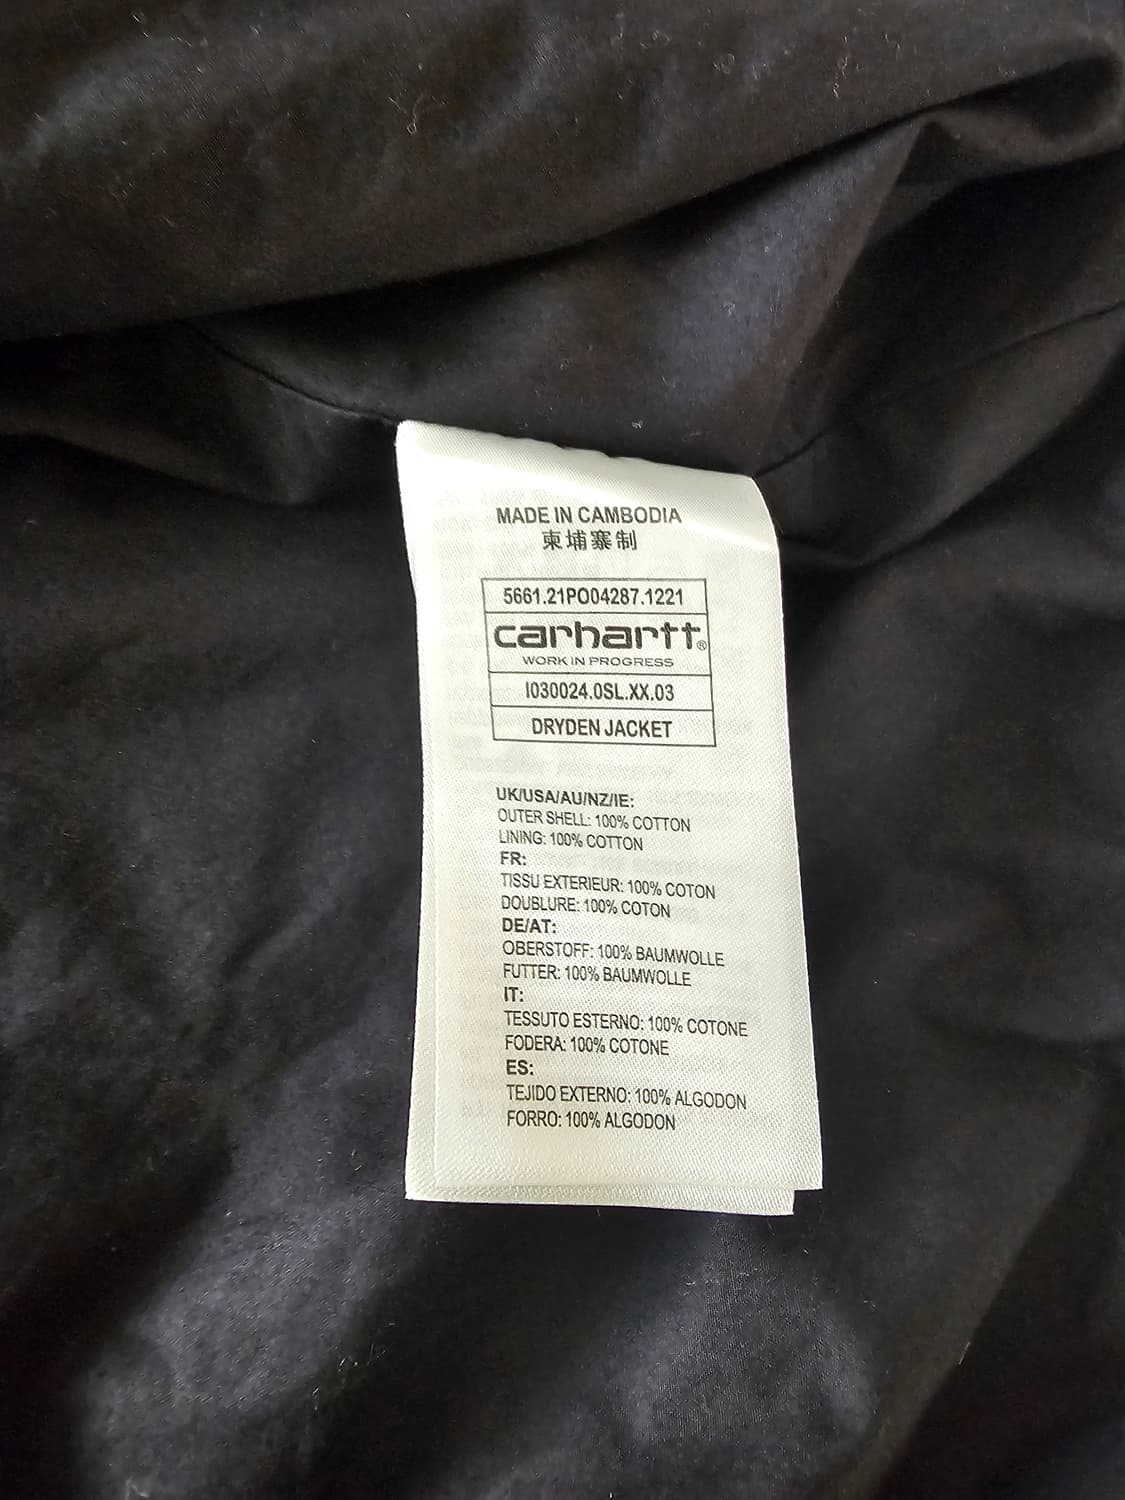 MADE IN CAMBODIA
柬埔寨制
5661.21PO04287.1221
carhartt®
WORK IN PROGRESS
I030024.0SL.XX.03
DRYDEN JACKET
UK/USA/AU/NZ/IE:
OUTER SHELL: 100% COTTON
LINING: 100% COTTON
FR:
TISSU EXTERIEUR: 100% COTON
DOUBLURE: 100% COTON
DE/AT:
OBERSTOFF: 100% BAUMWOLLE
FUTTER: 100% BAUMWOLLE
IT:
TESSUTO ESTERNO: 100% COTONE
FODERA: 100% COTONE
ES:
TEJIDO EXTERNO: 100% ALGODON
FORRO: 100% ALGODON